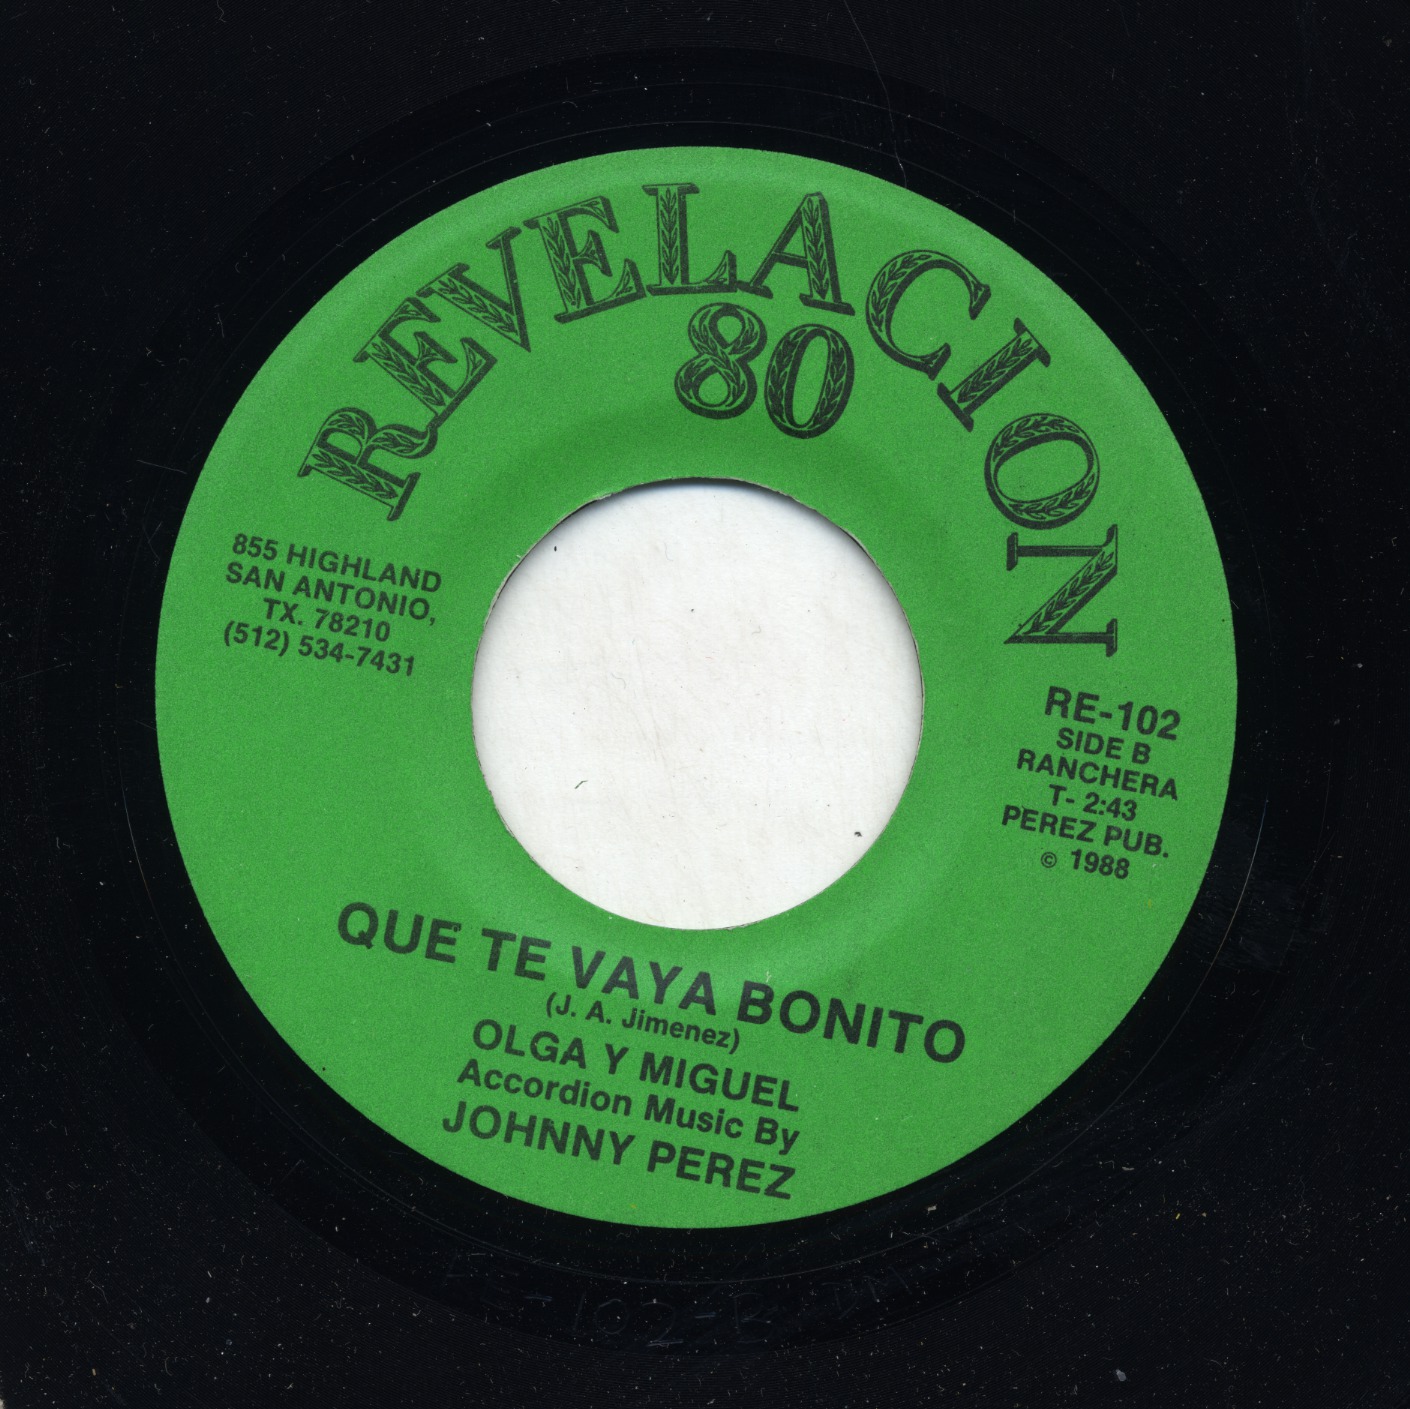 REVELACION
80
855 HIGHLAND
SAN ANTONIO,
TX. 78210
(512) 534-7431
RE-102
SIDE B
RANCHERA
T- 2:43
PEREZ PUB.
© 1988
QUE TE VAYA BONITO
(J. A. Jimenez)
OLGA Y MIGUEL
Accordion Music By
JOHNNY PEREZ
102-B